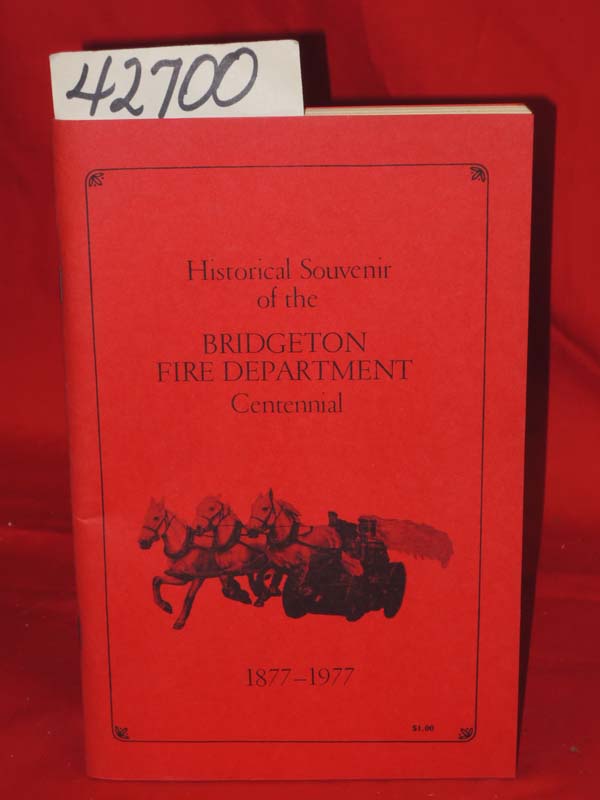 42700
Historical Souvenir
of the
BRIDGETON
FIRE DEPARTMENT
Centennial
1877–1977
$1.00